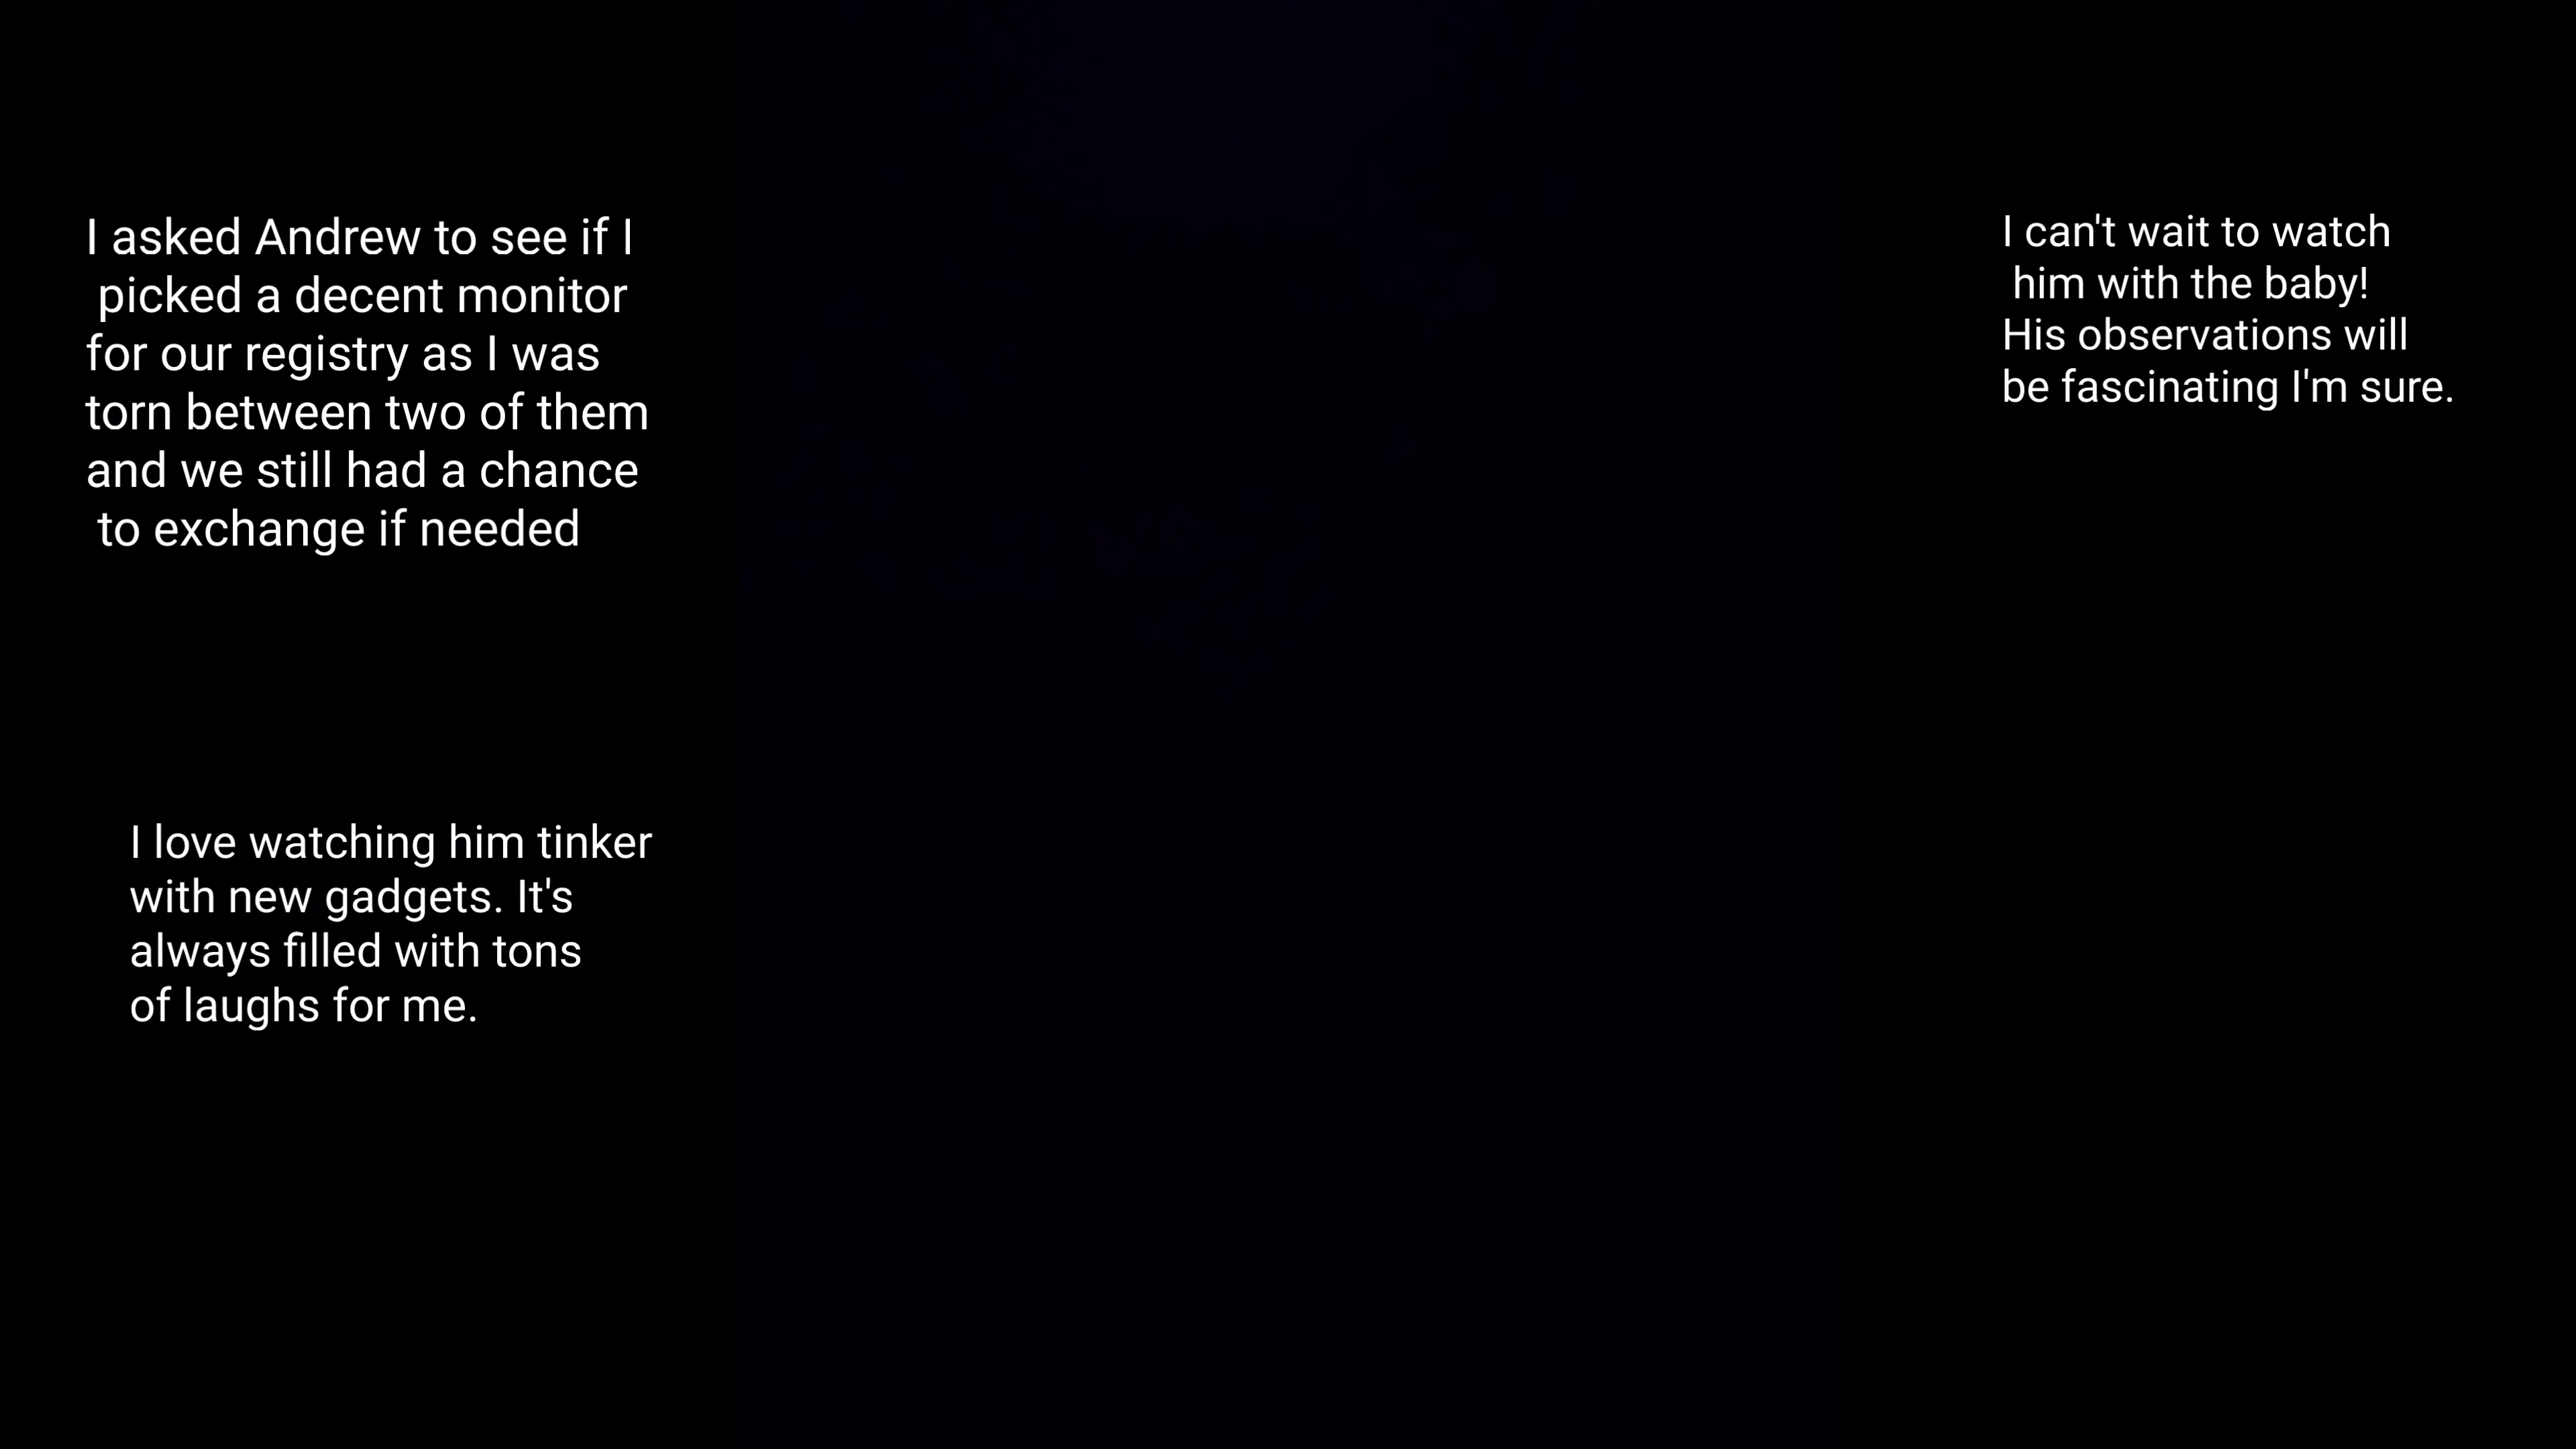 I asked Andrew to see if I
picked a decent monitor
for our registry as I was
torn between two of them
and we still had a chance
to exchange if needed
I love watching him tinker
with new gadgets. It's
always filled with tons
of laughs for me.
I can't wait to watch
him with the baby!
His observations will
be fascinating I'm sure.